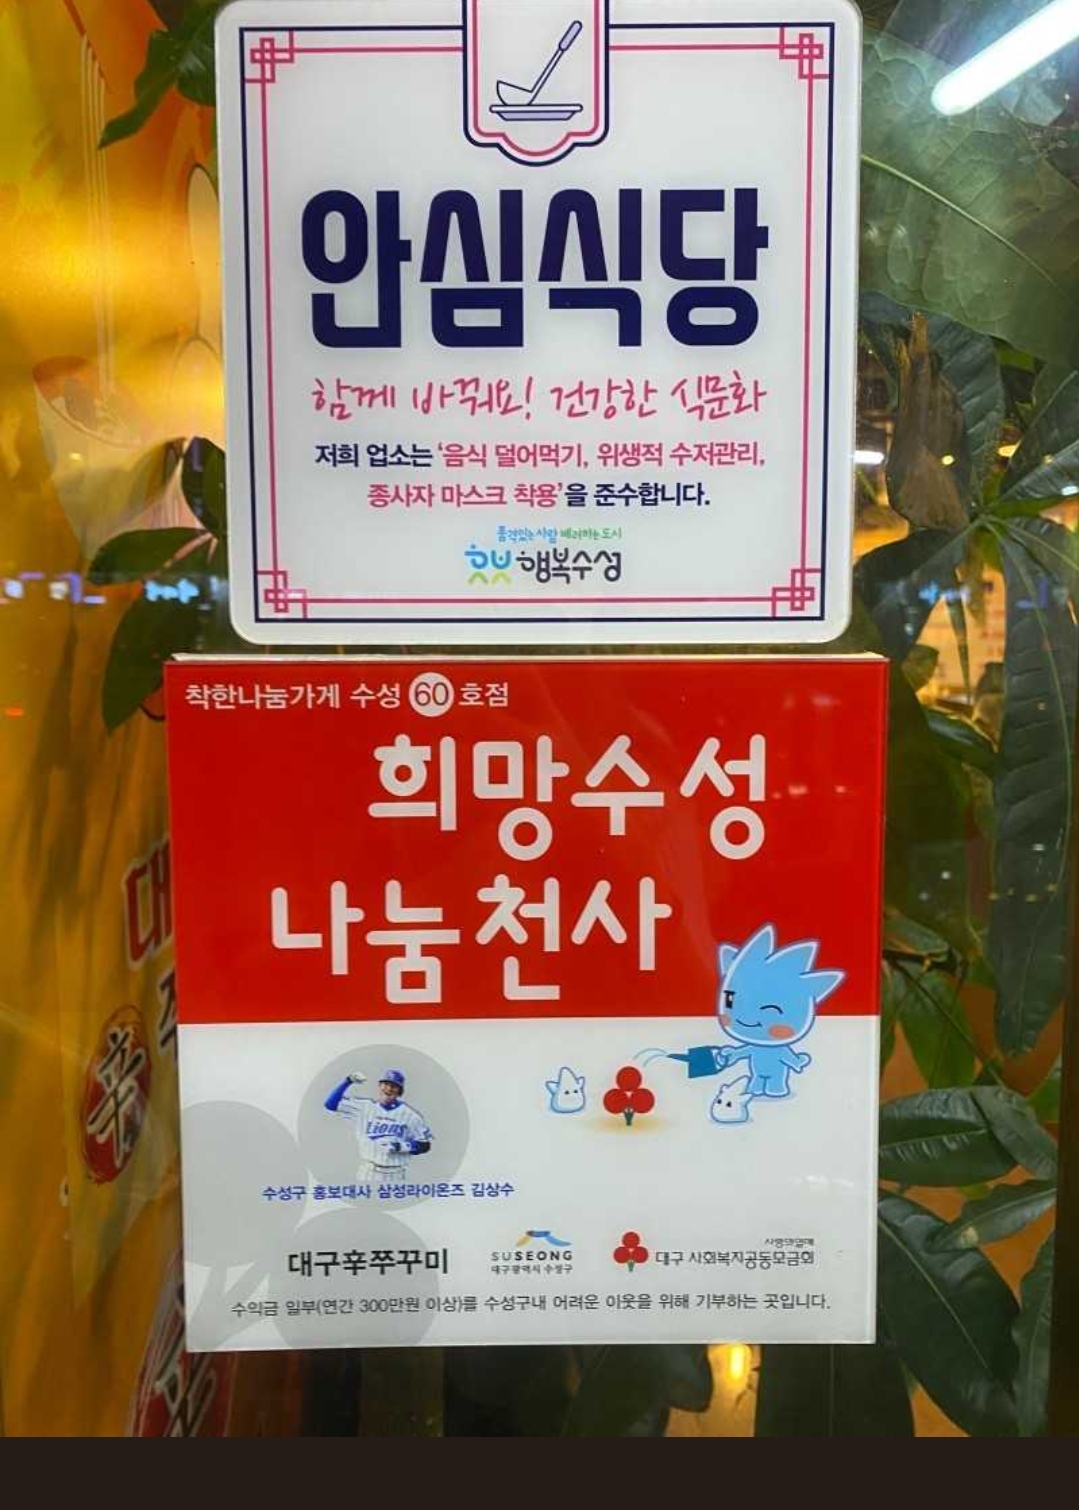 안심식당
함께 바꿔요! 건강한 식문화
저희 업소는 '음식 덜어먹기, 위생적 수저관리,
종사자 마스크 착용'을 준수합니다.
품격있는사람 배려하는도시
행복수성
착한나눔가게 수성 60 호점
희망수성
나눔천사
Lions
수성구 홍보대사 삼성라이온즈 김상수
대구辛쭈꾸미
SUSEONG
대구광역시 수성구
사랑의열매
대구 사회복지공동모금회
수익금 일부(연간 300만원 이상)를 수성구내 어려운 이웃을 위해 기부하는 곳입니다.
대
辛